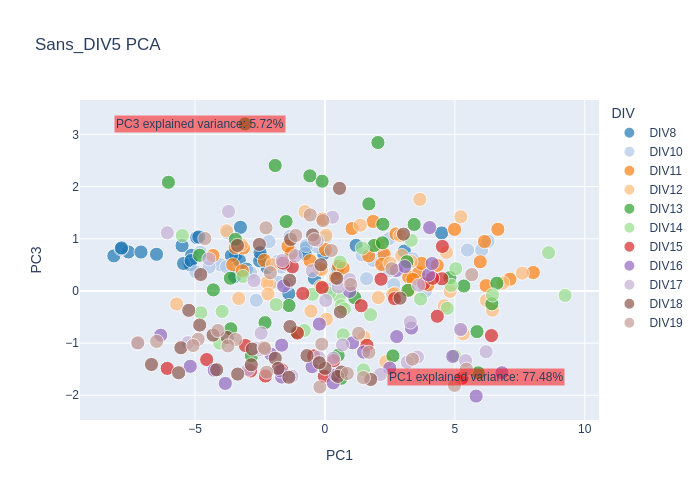 Sans_DIV5 PCA
DIV
PC3 explained variance: 5.72%
DIV8
DIV10
DIV11
DIV12
DIV13
DIV14
DIV15
DIV16
DIV17
DIV18
DIV19
3
2
1
0
−1
−2
PC3
PC1 explained variance: 77.48%
−5
0
5
10
PC1